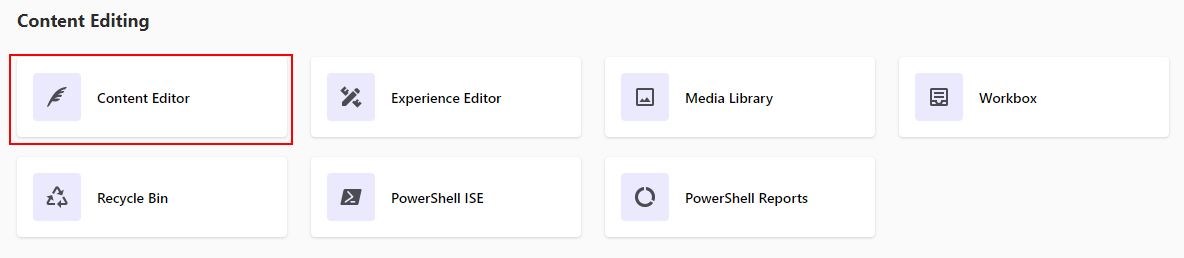 Content Editing
Content Editor
Experience Editor
Media Library
Workbox
Recycle Bin
PowerShell ISE
PowerShell Reports